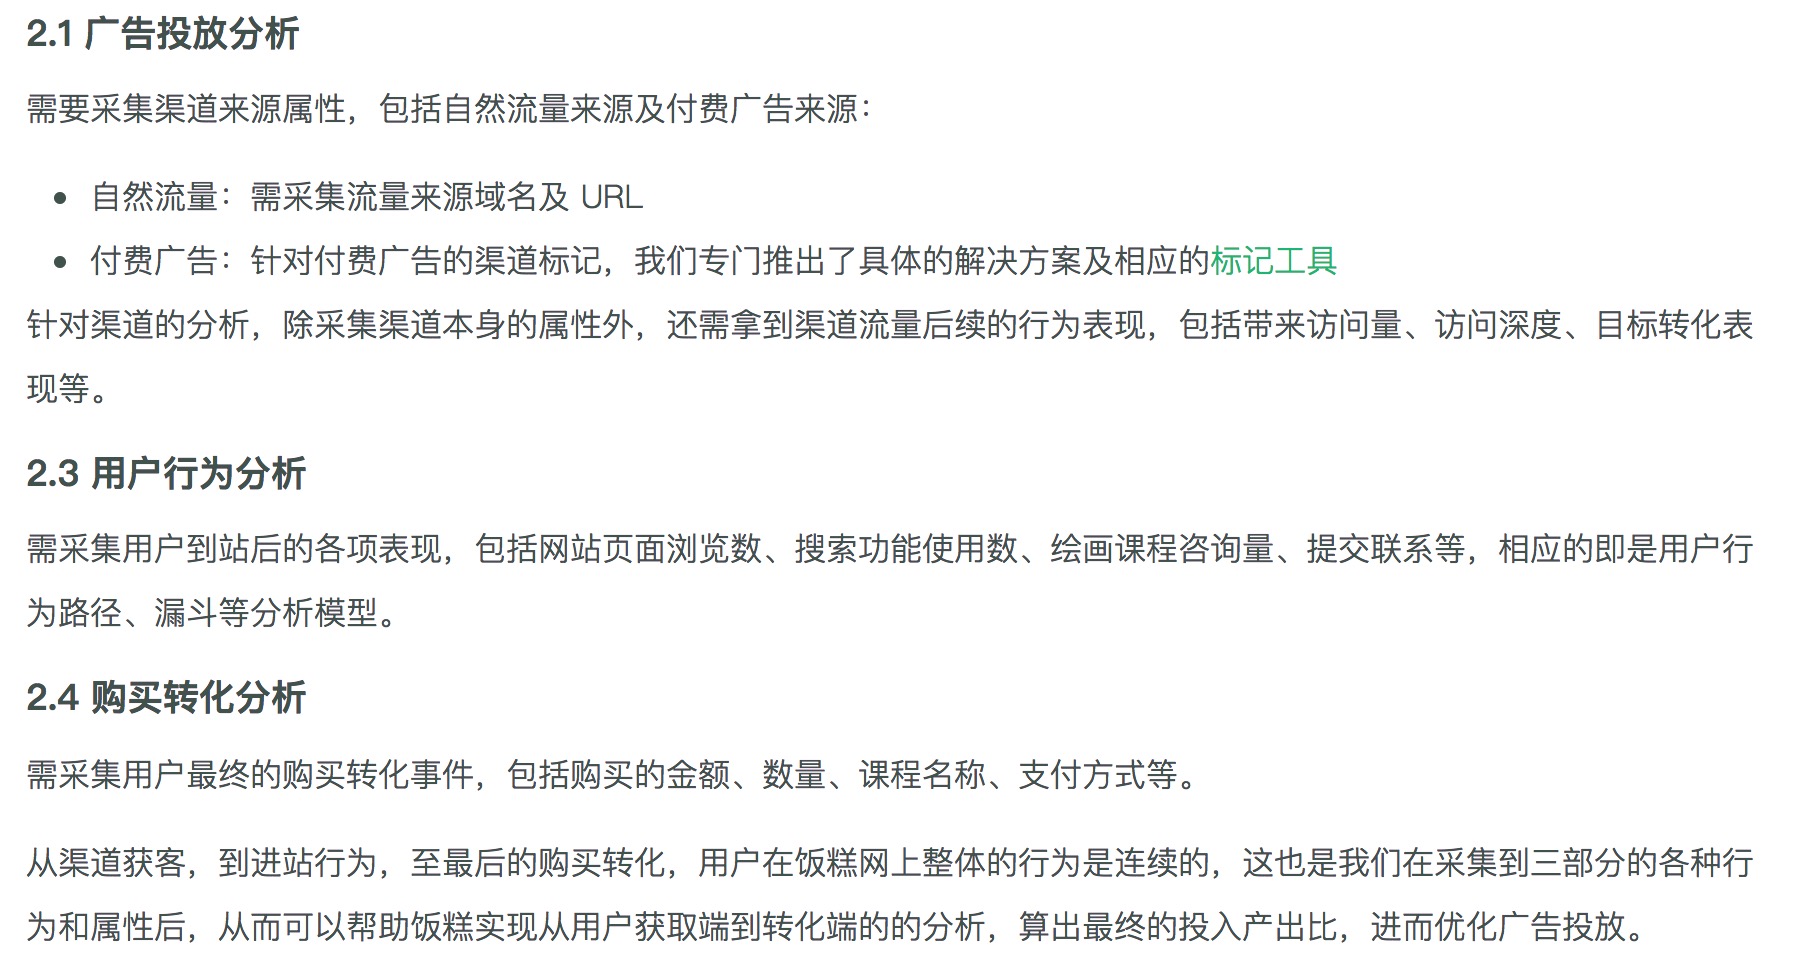 2.1 广告投放分析
需要采集渠道来源属性，包括自然流量来源及付费广告来源：
• 自然流量：需采集流量来源域名及 URL
• 付费广告：针对付费广告的渠道标记，我们专门推出了具体的解决方案及相应的标记工具
针对渠道的分析，除采集渠道本身的属性外，还需拿到渠道流量后续的行为表现，包括带来访问量、访问深度、目标转化表
现等。
2.3 用户行为分析
需采集用户到站后的各项表现，包括网站页面浏览数、搜索功能使用数、绘画课程咨询量、提交联系等，相应的即是用户行
为路径、漏斗等分析模型。
2.4 购买转化分析
需采集用户最终的购买转化事件，包括购买的金额、数量、课程名称、支付方式等。
从渠道获客，到进站行为，至最后的购买转化，用户在饭糕网上整体的行为是连续的，这也是我们在采集到三部分的各种行
为和属性后，从而可以帮助饭糕实现从用户获取端到转化端的的分析，算出最终的投入产出比，进而优化广告投放。